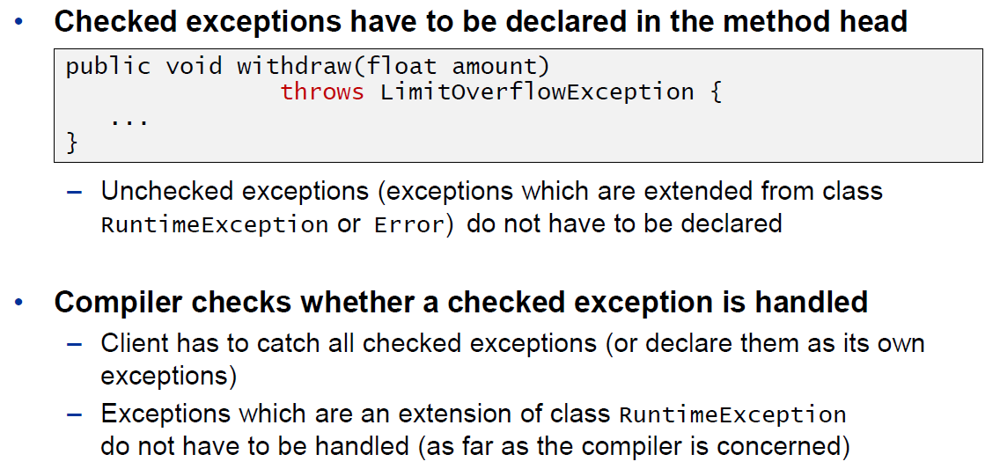 • Checked exceptions have to be declared in the method head
public void withdraw(float amount)
throws LimitOverflowException {
...
}
– Unchecked exceptions (exceptions which are extended from class
RuntimeException or Error) do not have to be declared
• Compiler checks whether a checked exception is handled
– Client has to catch all checked exceptions (or declare them as its own
exceptions)
– Exceptions which are an extension of class RuntimeException
do not have to be handled (as far as the compiler is concerned)